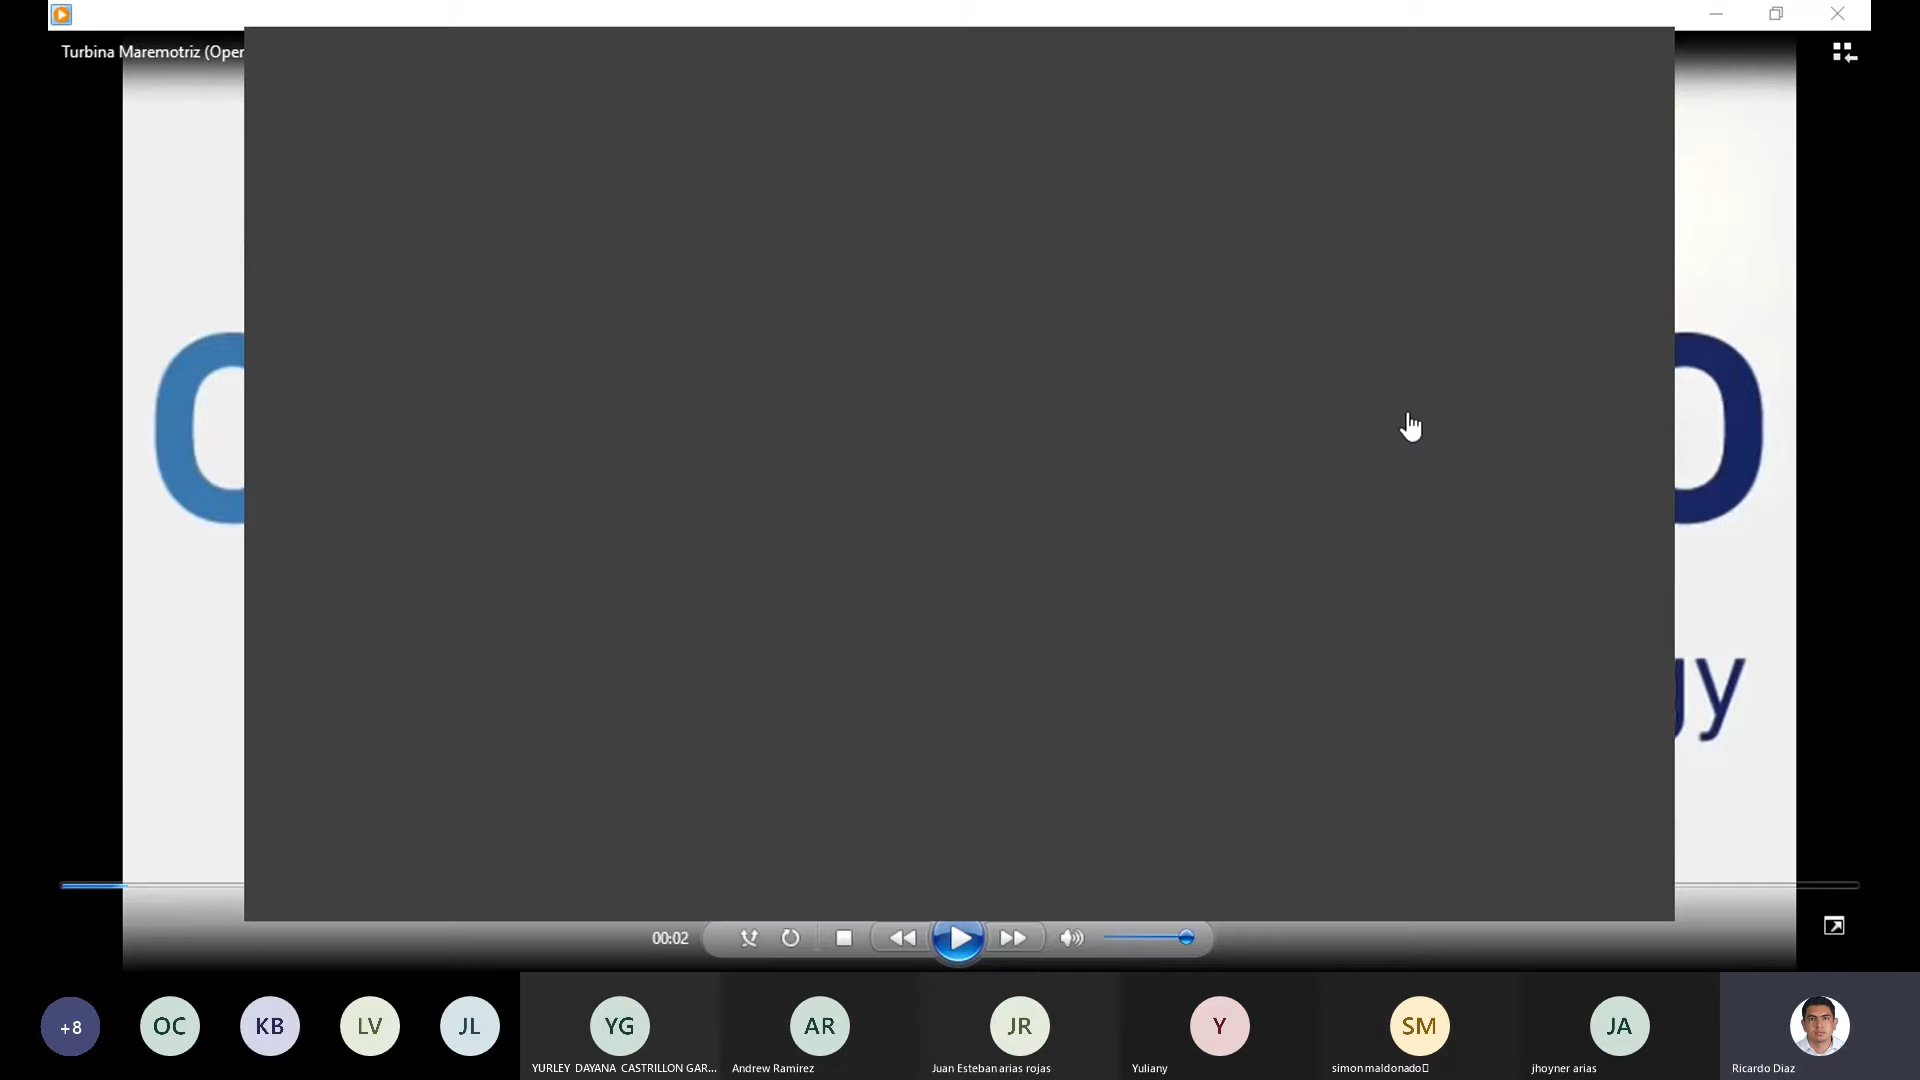 Turbina Maremotriz (Oper
gy
00:02
+8
OC
KB
LV
JL
YG
AR
JR
Y
SM
JA
YURLEY DAYANA CASTRILLON GAR...
Andrew Ramirez
Juan Esteban arias rojas
Yuliany
simon maldonado
jhoyner arias
Ricardo Diaz